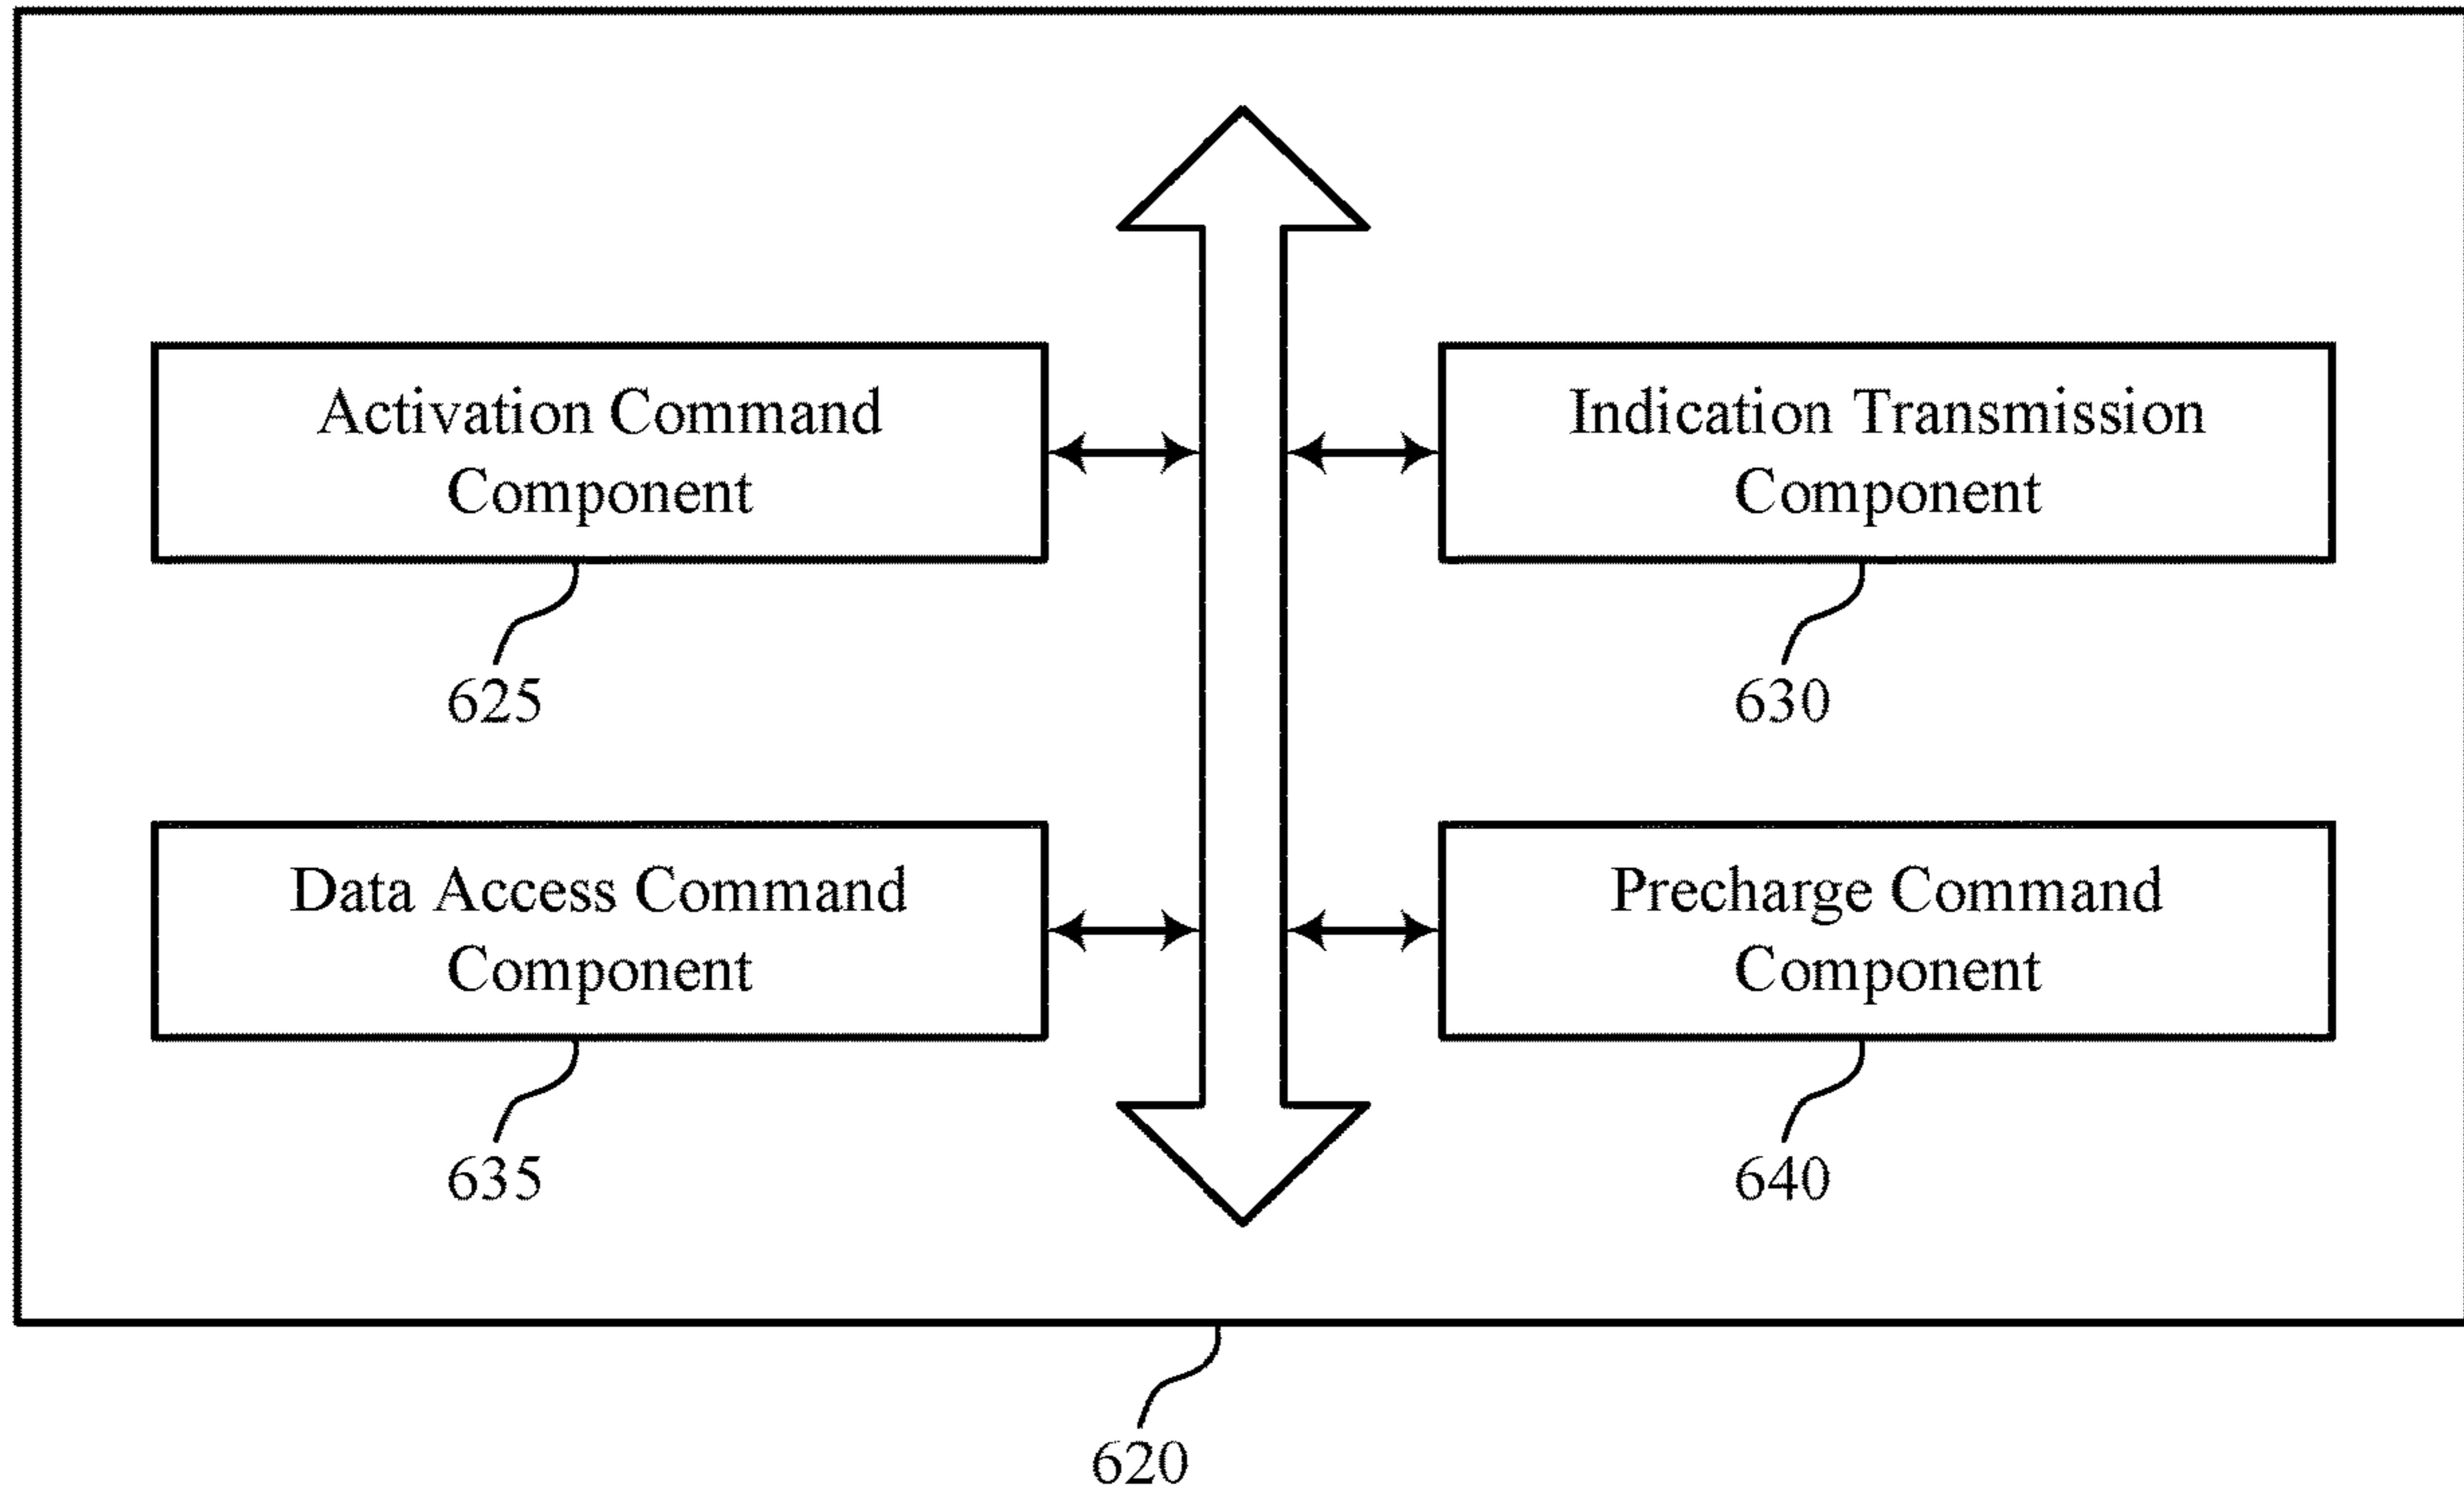 Activation Command
Component
625
Indication Transmission
Component
630
Data Access Command
Component
635
Precharge Command
Component
640
620